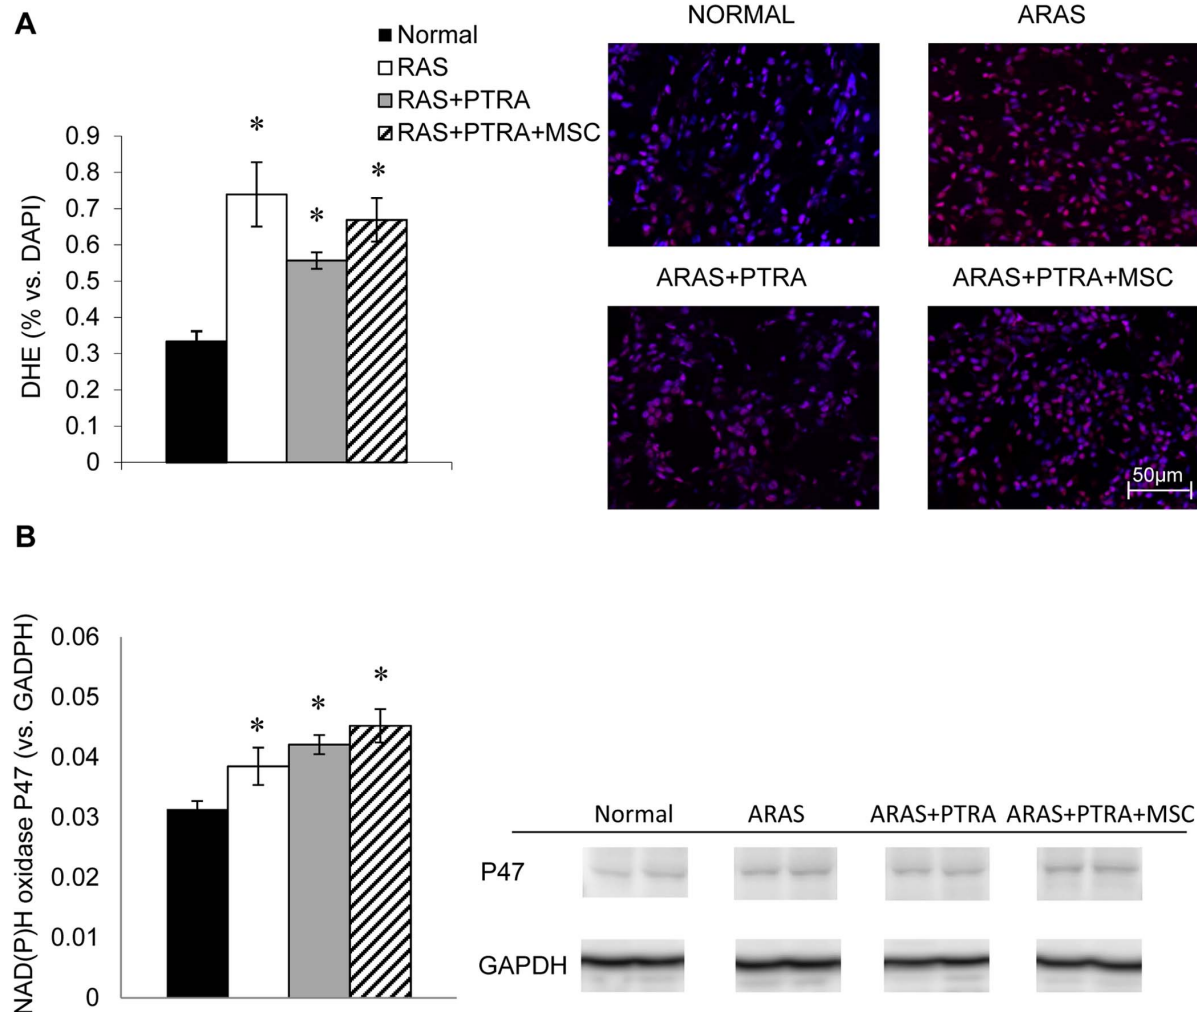 A
Normal
RAS
RAS+PTRA
RAS+PTRA+MSC
*
*
*
0.9
0.8
0.7
0.6
0.5
0.4
0.3
0.2
0.1
0
DHE (% vs. DAPI)
NORMAL
ARAS
ARAS+PTRA
ARAS+PTRA+MSC
50µm
B
0.06
0.05
0.04
0.03
0.02
0.01
0
NAD(P)H oxidase P47 (vs. GADPH)
*
*
*
Normal ARAS ARAS+PTRA ARAS+PTRA+MSC
P47
GAPDH